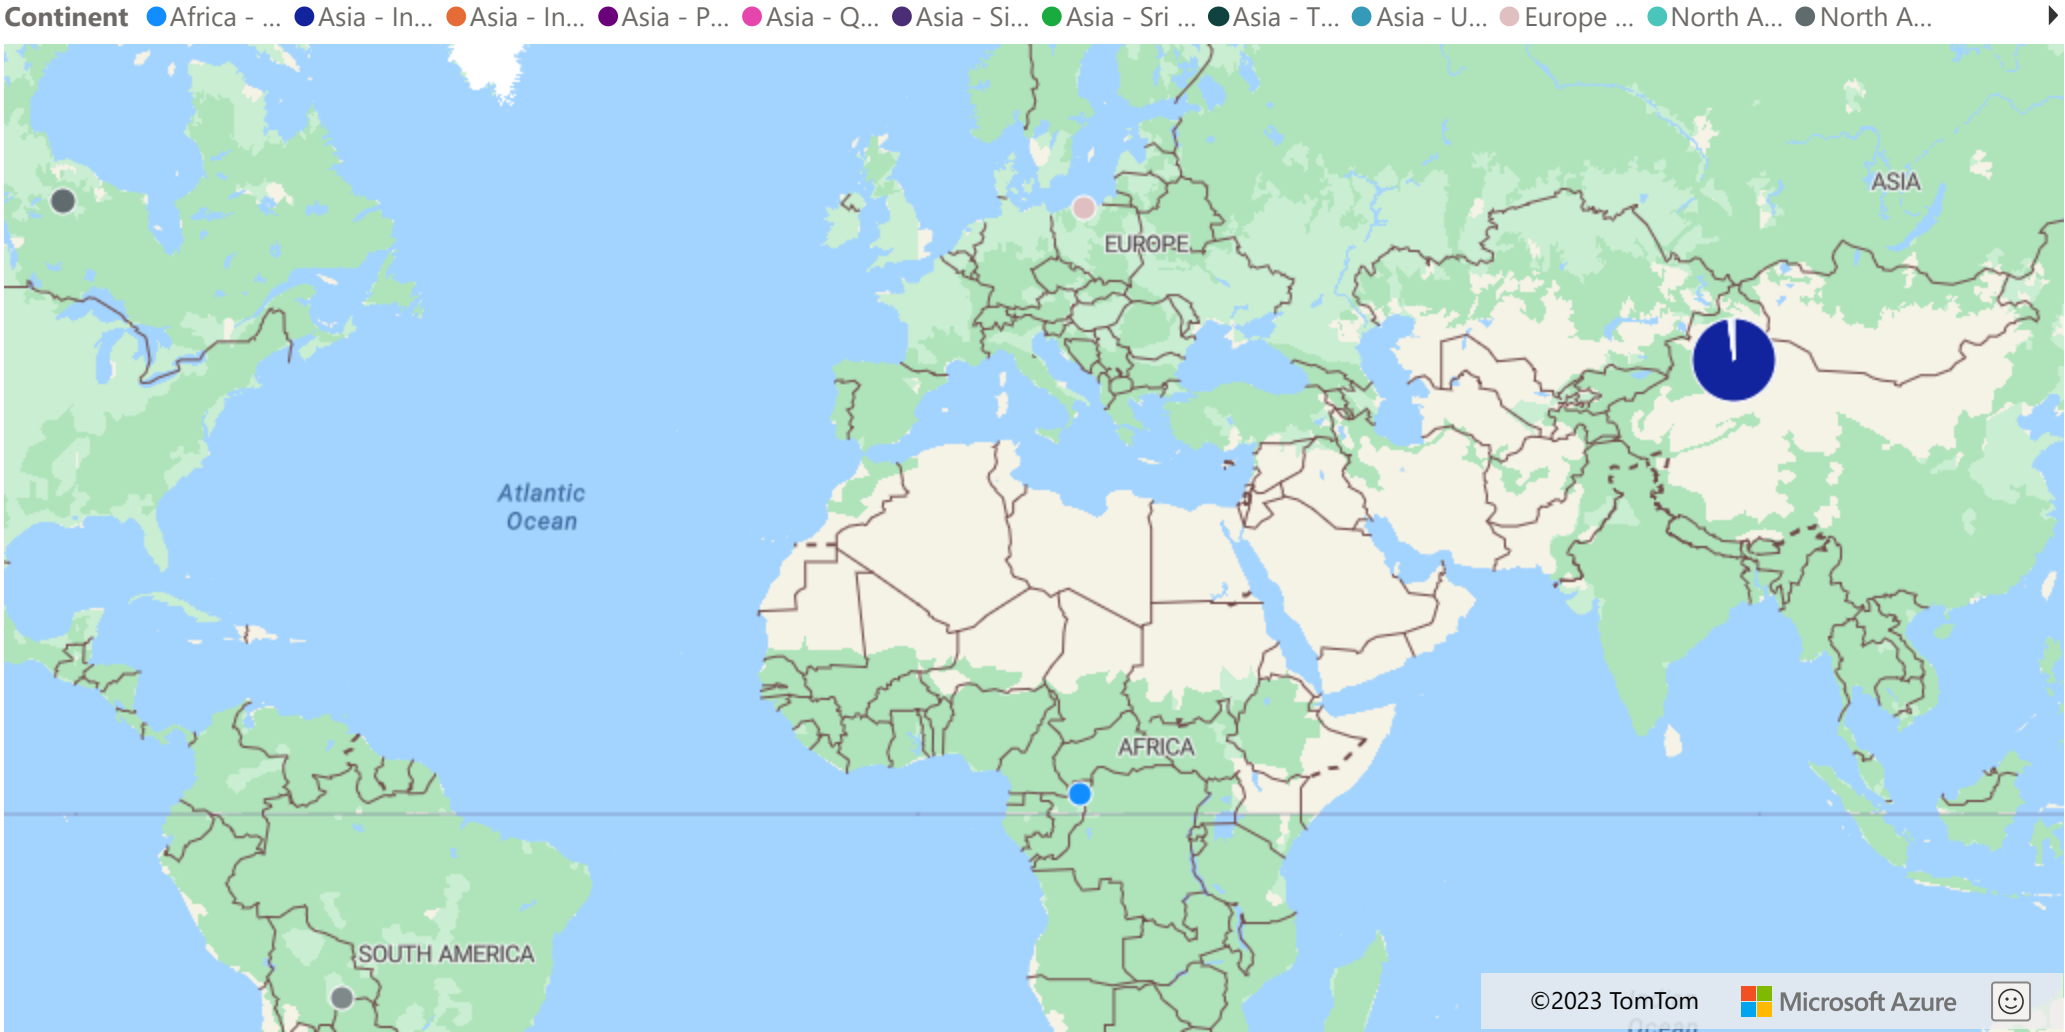 Continent Africa - ... Asia - In... Asia - In... Asia - P... Asia - Q... Asia - Si... Asia - Sri ... Asia - T... Asia - U... Europe ... North A... North A...
ASIA
EUROPE
Atlantic
Ocean
AFRICA
SOUTH AMERICA
©2023 TomTom Microsoft Azure
Ocean